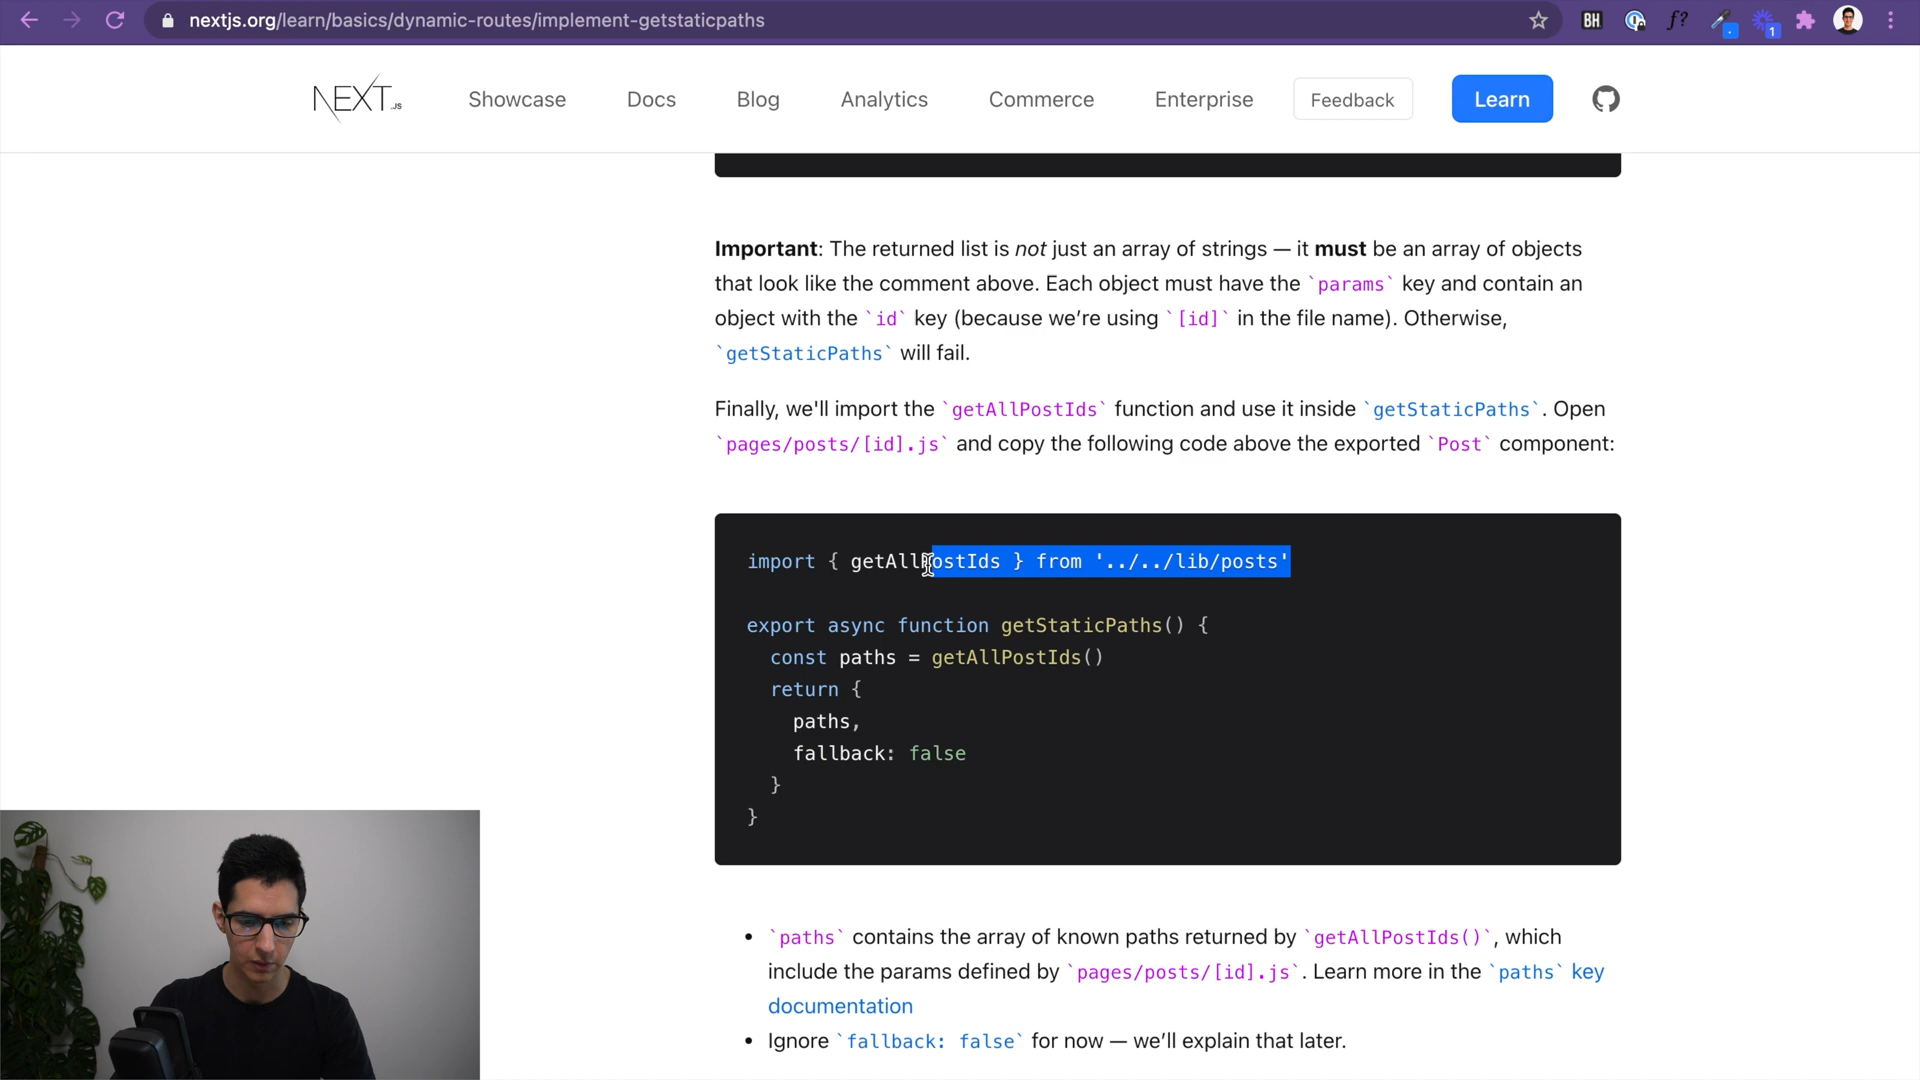 nextjs.org/learn/basics/dynamic-routes/implement-getstaticpaths
BH
f?
1
NEXT.JS
Showcase
Docs
Blog
Analytics
Commerce
Enterprise
Feedback
Learn
Important: The returned list is not just an array of strings — it must be an array of objects
that look like the comment above. Each object must have the `params` key and contain an
object with the `id` key (because we’re using `[id]` in the file name). Otherwise,
`getStaticPaths` will fail.
Finally, we'll import the `getAllPostIds` function and use it inside `getStaticPaths`. Open
`pages/posts/[id].js` and copy the following code above the exported `Post` component:
import { getAllPostIds } from '../../lib/posts'
export async function getStaticPaths() {
const paths = getAllPostIds()
return {
paths,
fallback: false
}
}
• `paths` contains the array of known paths returned by `getAllPostIds()`, which
include the params defined by `pages/posts/[id].js`. Learn more in the `paths` key
documentation
• Ignore `fallback: false` for now — we’ll explain that later.